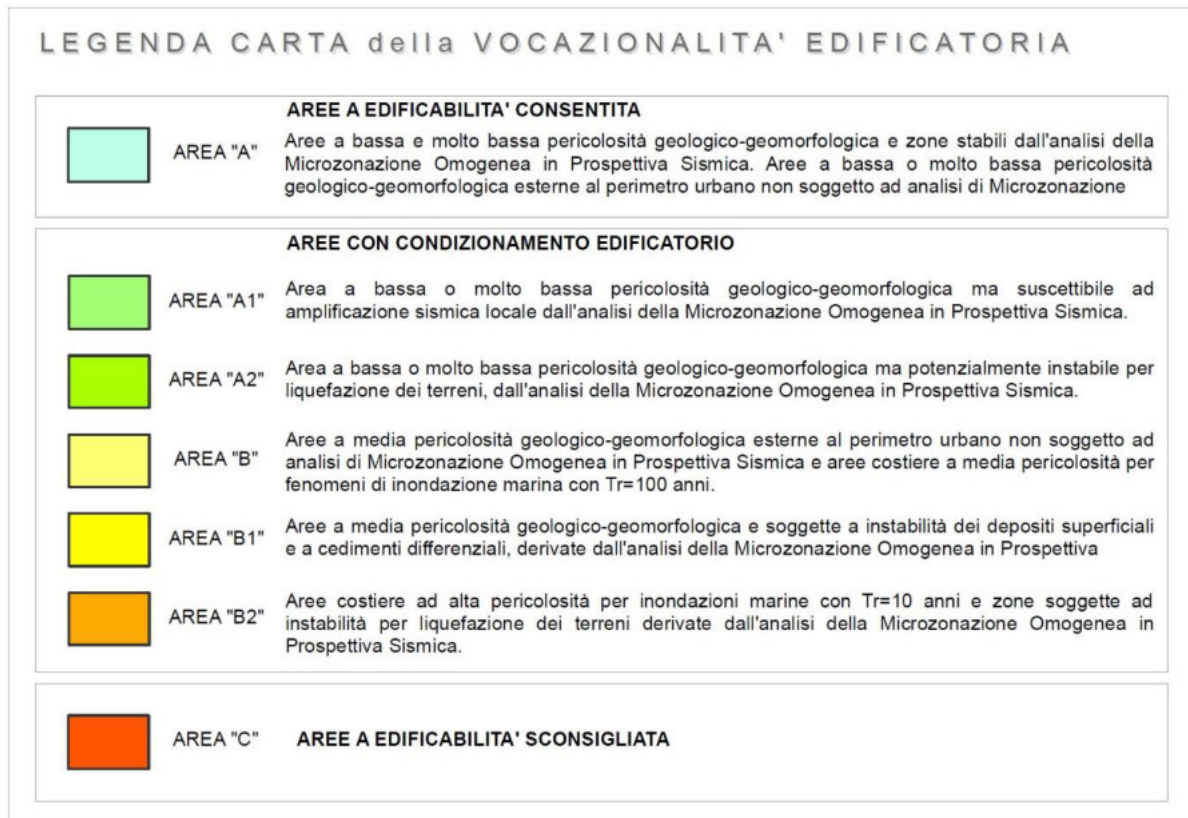 LEGENDA CARTA della VOCAZIONALITA' EDIFICATORIA
AREE A EDIFICABILITA' CONSENTITA
AREA "A"
Aree a bassa e molto bassa pericolosità geologico-geomorfologica e zone stabili dall'analisi della
Microzonazione Omogenea in Prospettiva Sismica. Aree a bassa o molto bassa pericolosità
geologico-geomorfologica esterne al perimetro urbano non soggetto ad analisi di Microzonazione
AREE CON CONDIZIONAMENTO EDIFICATORIO
AREA "A1"
Area a bassa o molto bassa pericolosità geologico-geomorfologica ma suscettibile ad
amplificazione sismica locale dall'analisi della Microzonazione Omogenea in Prospettiva Sismica.
AREA "A2"
Area a bassa o molto bassa pericolosità geologico-geomorfologica ma potenzialmente instabile per
liquefazione dei terreni, dall'analisi della Microzonazione Omogenea in Prospettiva Sismica.
AREA "B"
Aree a media pericolosità geologico-geomorfologica esterne al perimetro urbano non soggetto ad
analisi di Microzonazione Omogenea in Prospettiva Sismica e aree costiere a media pericolosità per
fenomeni di inondazione marina con Tr=100 anni.
AREA "B1"
Aree a media pericolosità geologico-geomorfologica e soggette a instabilità dei depositi superficiali
e a cedimenti differenziali, derivate dall'analisi della Microzonazione Omogenea in Prospettiva
AREA "B2"
Aree costiere ad alta pericolosità per inondazioni marine con Tr=10 anni e zone soggette ad
instabilità per liquefazione dei terreni derivate dall'analisi della Microzonazione Omogenea in
Prospettiva Sismica.
AREA "C"
AREE A EDIFICABILITA' SCONSIGLIATA